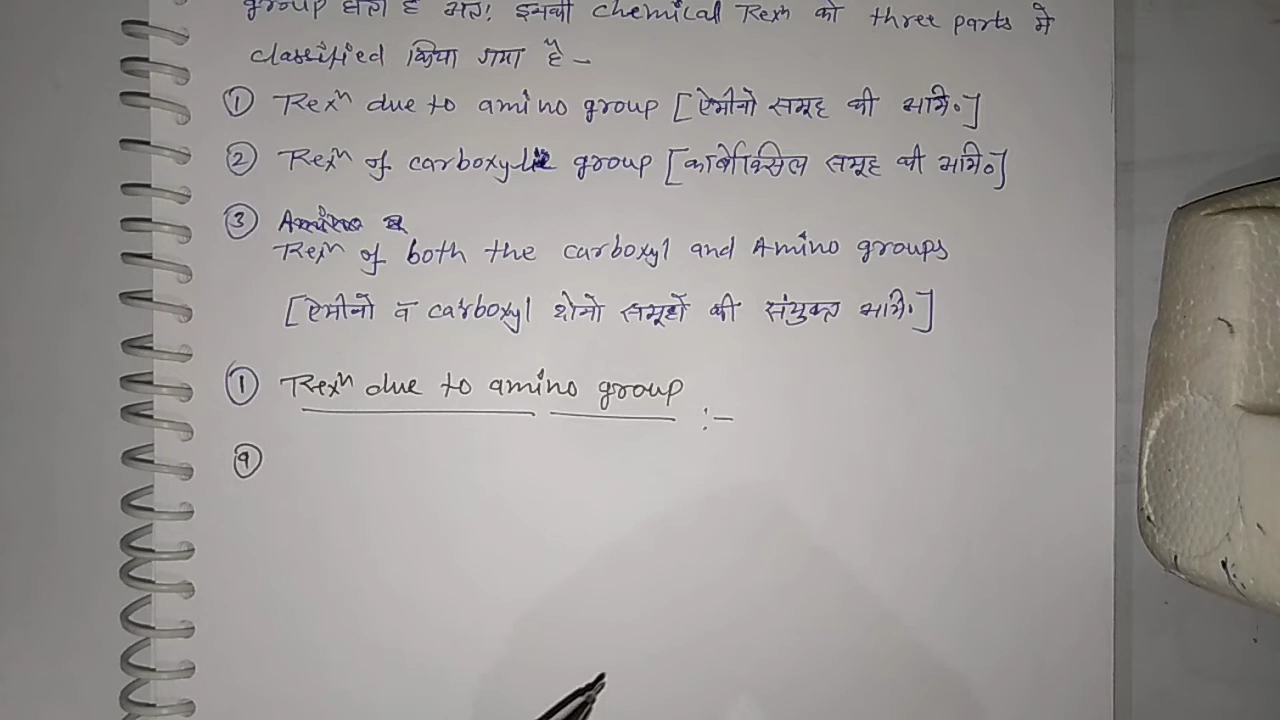 group होता है अतः इनकी chemical Rexⁿ को three parts में
classified किया गया है -
① Rexⁿ due to amino group [ऐमीनो समूह की अभि०]
② Rexⁿ of carboxylic group [कार्बोक्सिल समूह की अभि०]
③
Rexⁿ of both the carboxyl and Amino groups
[ऐमीनो व carboxyl दोनो समूहों की संयुक्त अभि०]
① Rexⁿ due to amino group :-
ⓐ